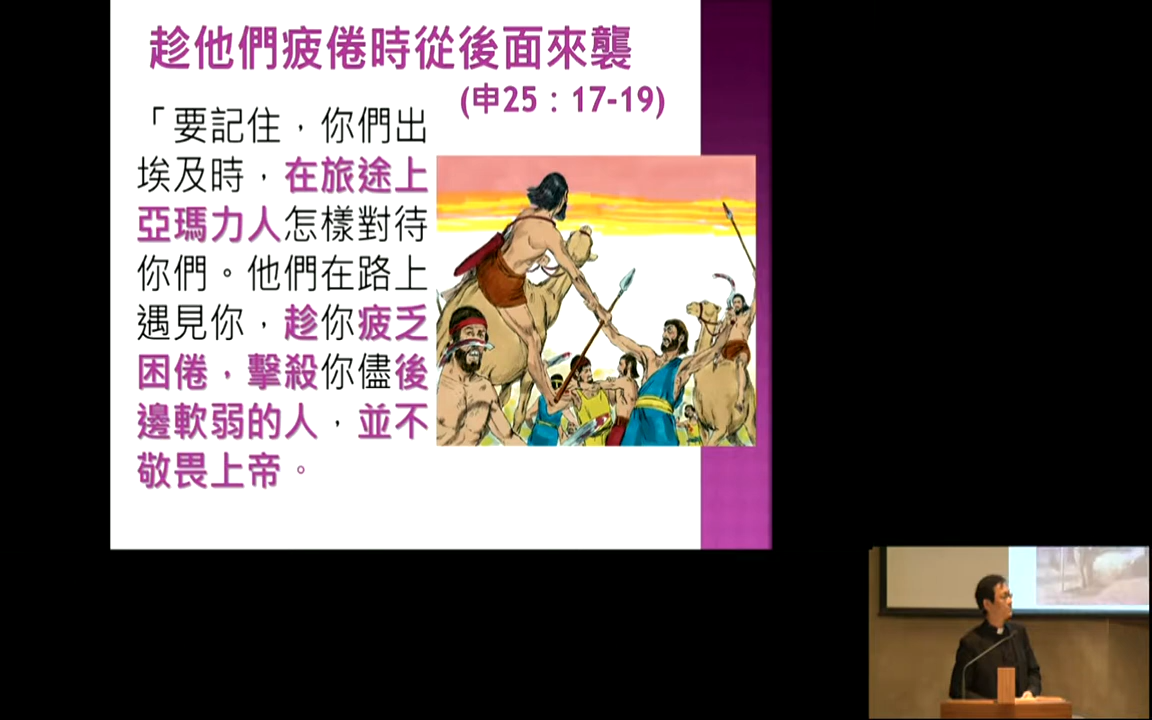 趁他們疲倦時從後面來襲
(申25：17-19)
「要記住，你們出
埃及時，在旅途上
亞瑪力人怎樣對待
你們。他們在路上
遇見你，趁你疲乏
困倦，擊殺你儘後
邊軟弱的人，並不
敬畏上帝。